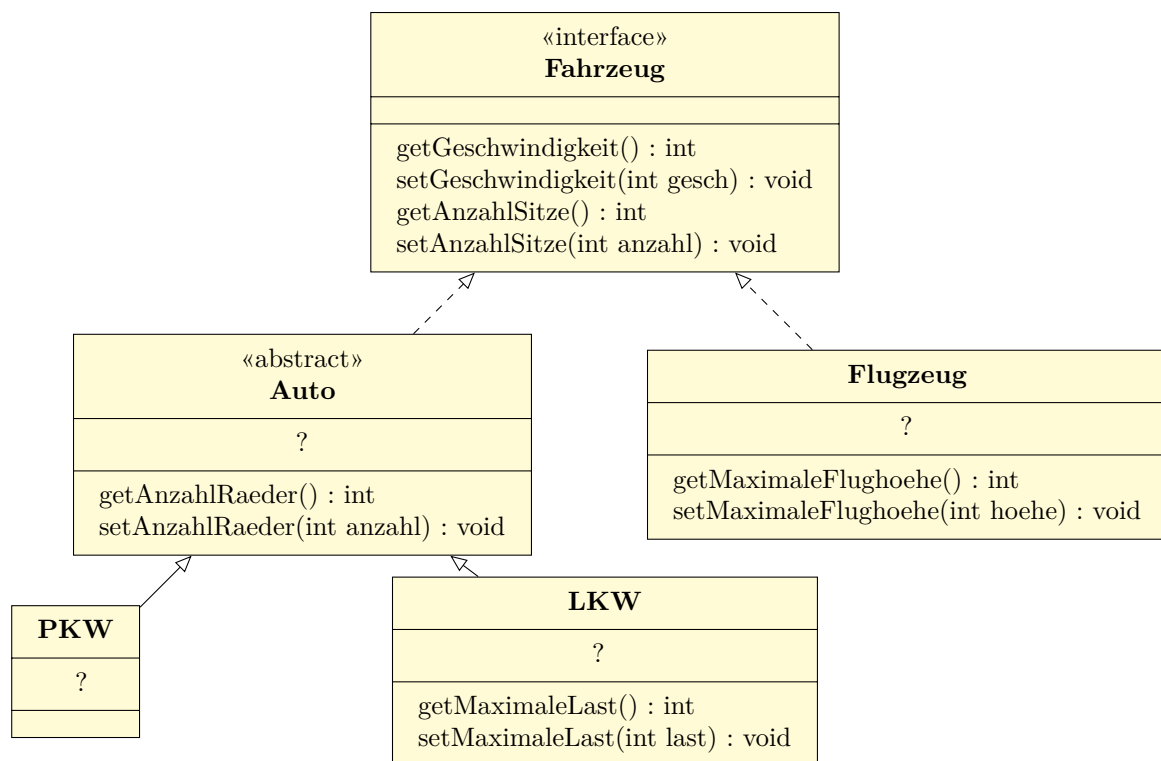 «interface»
Fahrzeug
getGeschwindigkeit() : int
setGeschwindigkeit(int gesch) : void
getAnzahlSitze() : int
setAnzahlSitze(int anzahl) : void
«abstract»
Auto
?
getAnzahlRaeder() : int
setAnzahlRaeder(int anzahl) : void
Flugzeug
?
getMaximaleFlughoehe() : int
setMaximaleFlughoehe(int hoehe) : void
PKW
?
LKW
?
getMaximaleLast() : int
setMaximaleLast(int last) : void